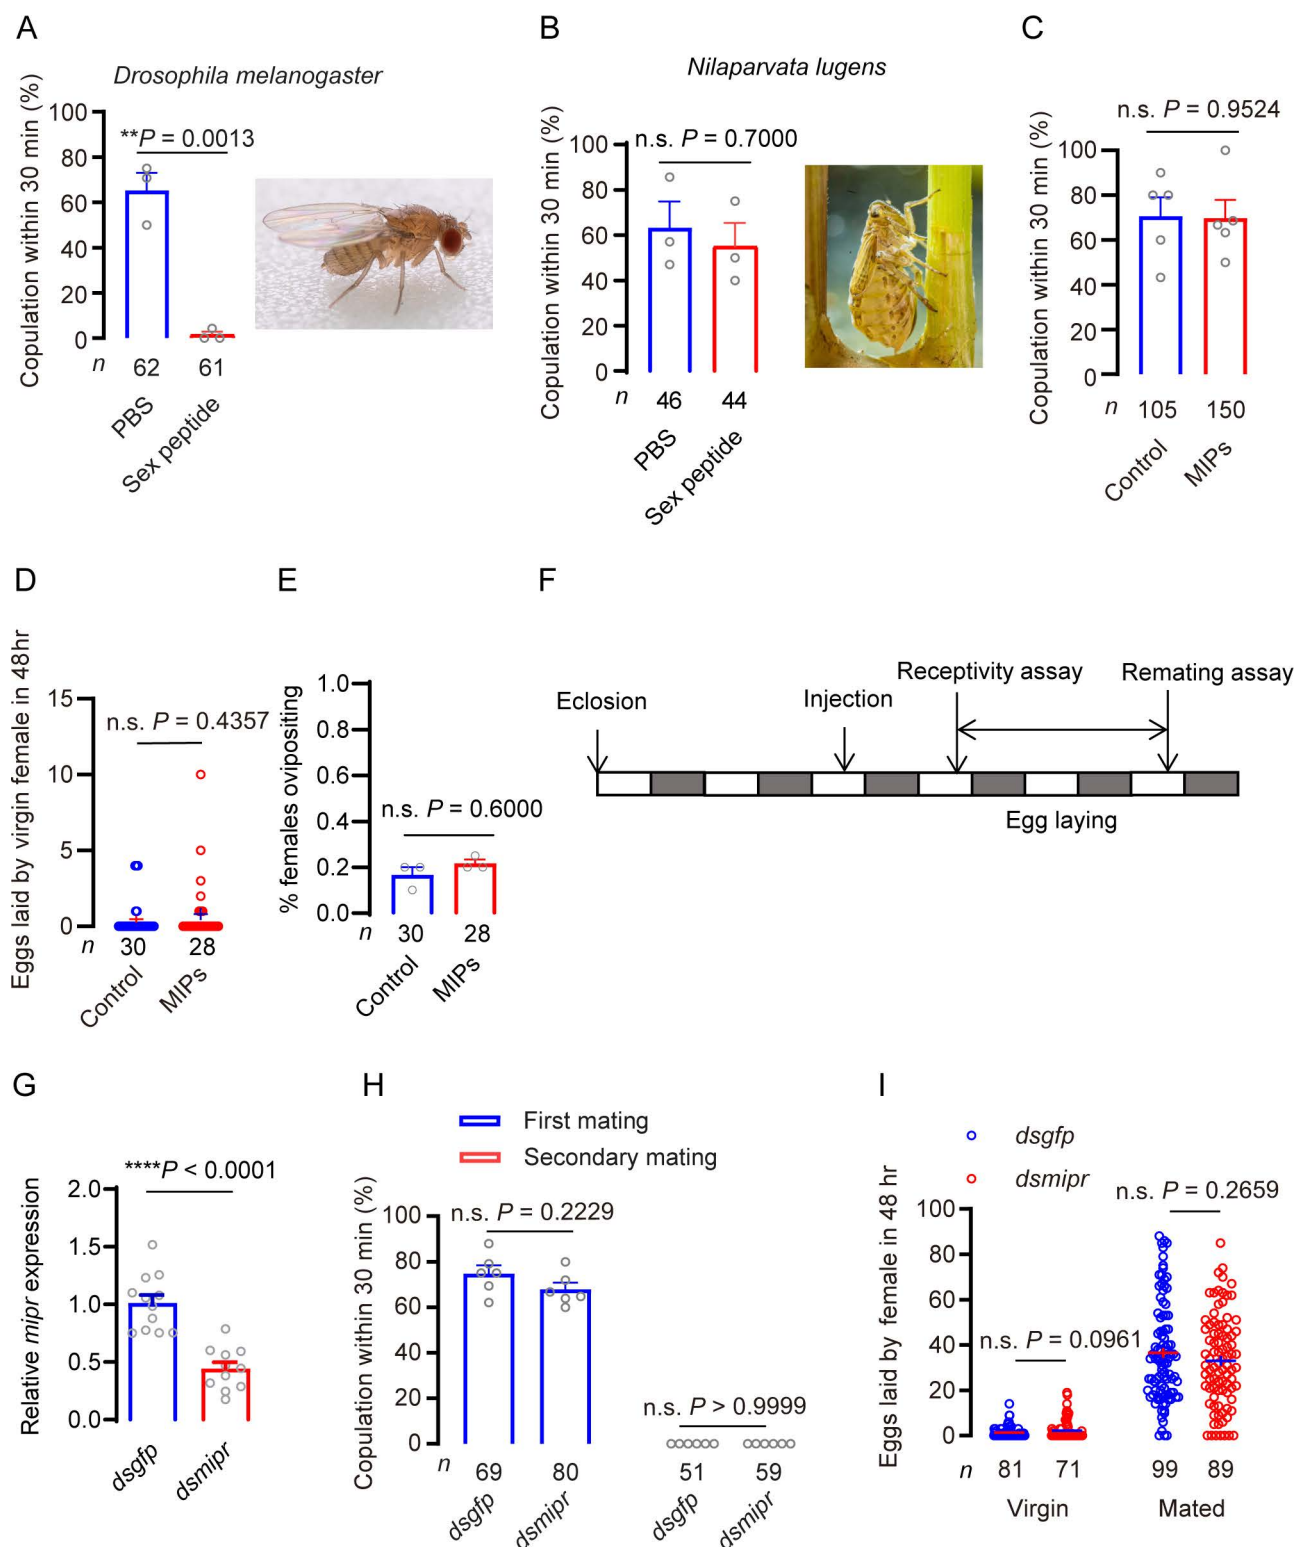 A
Drosophila melanogaster
Copulation within 30 min (%)
100
80
60
40
20
0
**P = 0.0013
n
62
61
PBS
Sex peptide
B
Nilaparvata lugens
Copulation within 30 min (%)
100
80
60
40
20
0
n.s. P = 0.7000
n
46
44
PBS
Sex peptide
C
Copulation within 30 min (%)
100
80
60
40
20
0
n.s. P = 0.9524
n
105
150
Control
MIPs
D
Eggs laid by virgin female in 48hr
15
10
5
0
n.s. P = 0.4357
n
30
28
Control
MIPs
E
% females ovipositing
1.0
0.8
0.6
0.4
0.2
0.0
n.s. P = 0.6000
n
30
28
Control
MIPs
F
Eclosion
Injection
Receptivity assay
Remating assay
Egg laying
G
Relative mipr expression
2.0
1.5
1.0
0.5
0.0
****P < 0.0001
dsgfp
dsmipr
H
First mating
Secondary mating
Copulation within 30 min (%)
100
80
60
40
20
0
n.s. P = 0.2229
n.s. P > 0.9999
n
69
80
51
59
dsgfp
dsmipr
dsgfp
dsmipr
I
dsgfp
dsmipr
Eggs laid by female in 48 hr
100
80
60
40
20
0
n.s. P = 0.0961
n.s. P = 0.2659
n
81
71
99
89
Virgin
Mated